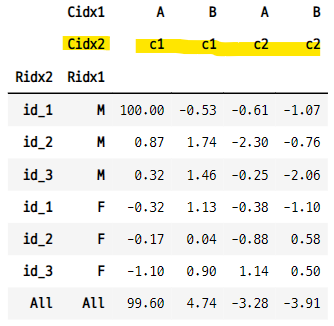 Cidx1 A B A B
Cidx2 c1 c1 c2 c2
Ridx2 Ridx1
id_1 M 100.00 -0.53 -0.61 -1.07
id_2 M 0.87 1.74 -2.30 -0.76
id_3 M 0.32 1.46 -0.25 -2.06
id_1 F -0.32 1.13 -0.38 -1.10
id_2 F -0.17 0.04 -0.88 0.58
id_3 F -1.10 0.90 1.14 0.50
All All 99.60 4.74 -3.28 -3.91